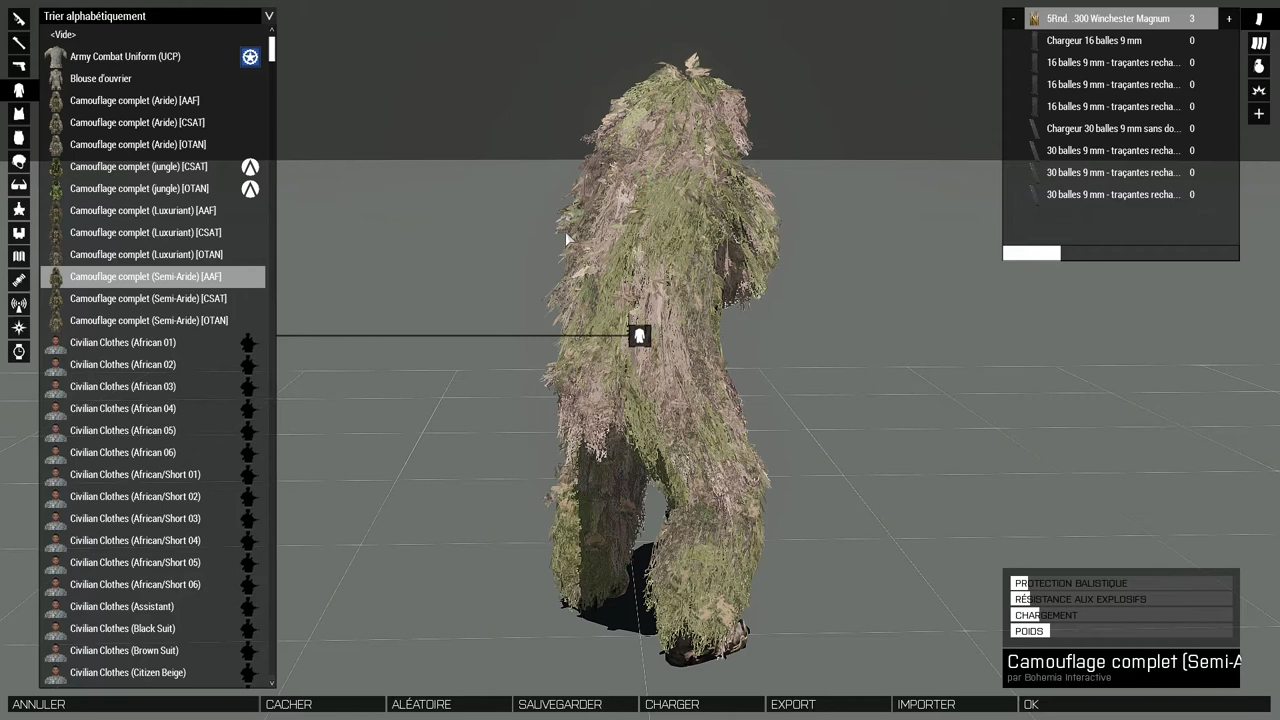 Trier alphabétiquement
<Vide>
Army Combat Uniform (UCP)
Blouse d'ouvrier
Camouflage complet (Aride) [AAF]
Camouflage complet (Aride) [CSAT]
Camouflage complet (Aride) [OTAN]
Camouflage complet (jungle) [CSAT]
Camouflage complet (jungle) [OTAN]
Camouflage complet (Luxuriant) [AAF]
Camouflage complet (Luxuriant) [CSAT]
Camouflage complet (Luxuriant) [OTAN]
Camouflage complet (Semi-Aride) [AAF]
Camouflage complet (Semi-Aride) [CSAT]
Camouflage complet (Semi-Aride) [OTAN]
Civilian Clothes (African 01)
Civilian Clothes (African 02)
Civilian Clothes (African 03)
Civilian Clothes (African 04)
Civilian Clothes (African 05)
Civilian Clothes (African 06)
Civilian Clothes (African/Short 01)
Civilian Clothes (African/Short 02)
Civilian Clothes (African/Short 03)
Civilian Clothes (African/Short 04)
Civilian Clothes (African/Short 05)
Civilian Clothes (African/Short 06)
Civilian Clothes (Assistant)
Civilian Clothes (Black Suit)
Civilian Clothes (Brown Suit)
Civilian Clothes (Citizen Beige)
- 5Rnd. .300 Winchester Magnum 3 +
Chargeur 16 balles 9 mm 0
16 balles 9 mm - traçantes recha... 0
16 balles 9 mm - traçantes recha... 0
16 balles 9 mm - traçantes recha... 0
Chargeur 30 balles 9 mm sans do... 0
30 balles 9 mm - traçantes recha... 0
30 balles 9 mm - traçantes recha... 0
30 balles 9 mm - traçantes recha... 0
PROTECTION BALISTIQUE
RÉSISTANCE AUX EXPLOSIFS
CHARGEMENT
POIDS
Camouflage complet (Semi-A
par Bohemia Interactive
ANNULER CACHER ALÉATOIRE SAUVEGARDER CHARGER EXPORT IMPORTER OK